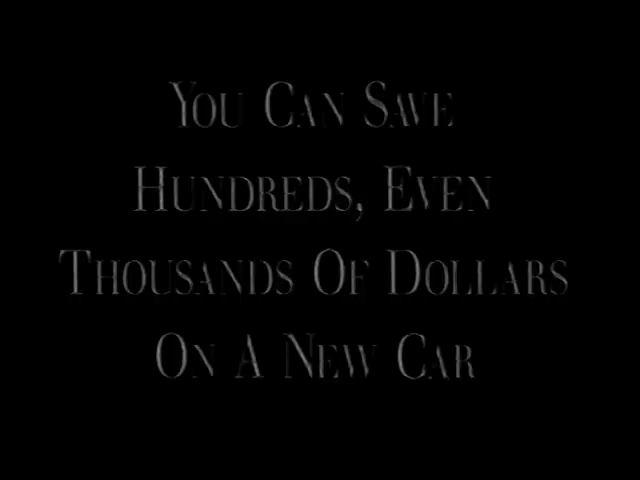 You Can Save
Hundreds, Even
Thousands Of Dollars
On A New Car